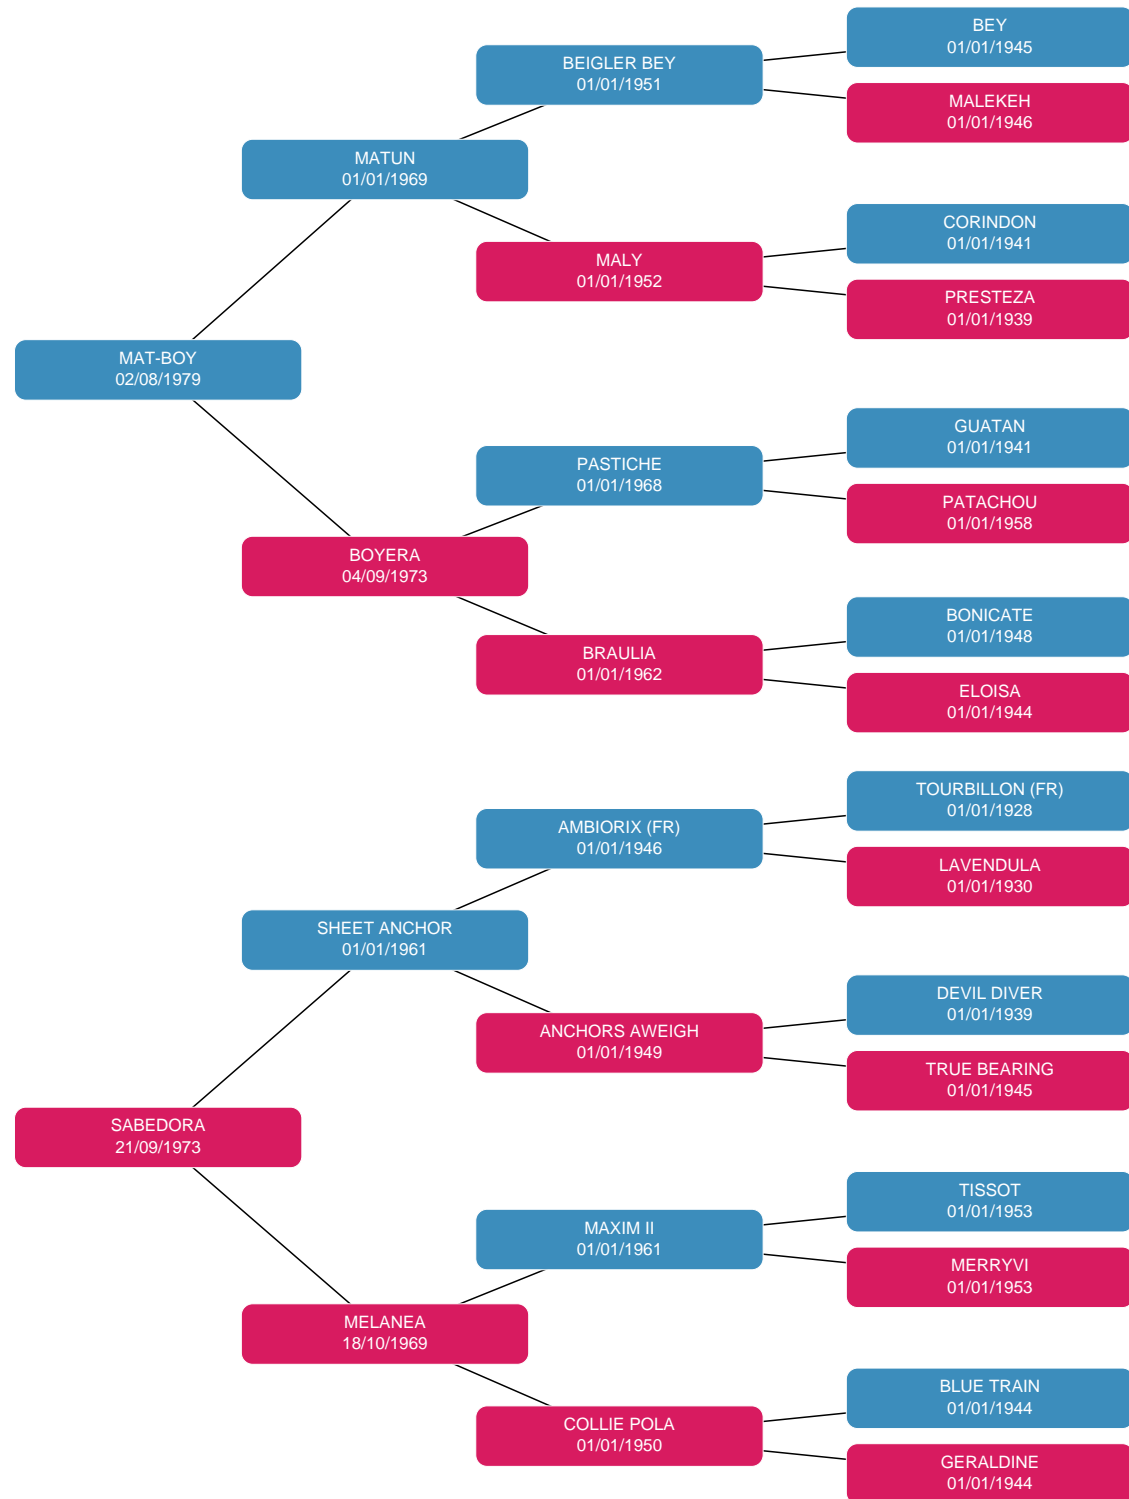 BEY
01/01/1945
BEIGLER BEY
01/01/1951
MALEKEH
01/01/1946
MATUN
01/01/1969
CORINDON
01/01/1941
MALY
01/01/1952
PRESTEZA
01/01/1939
MAT-BOY
02/08/1979
GUATAN
01/01/1941
PASTICHE
01/01/1968
PATACHOU
01/01/1958
BOYERA
04/09/1973
BONICATE
01/01/1948
BRAULIA
01/01/1962
ELOISA
01/01/1944
TOURBILLON (FR)
01/01/1928
AMBIORIX (FR)
01/01/1946
LAVENDULA
01/01/1930
SHEET ANCHOR
01/01/1961
DEVIL DIVER
01/01/1939
ANCHORS AWEIGH
01/01/1949
TRUE BEARING
01/01/1945
SABEDORA
21/09/1973
TISSOT
01/01/1953
MAXIM II
01/01/1961
MERRYVI
01/01/1953
MELANEA
18/10/1969
BLUE TRAIN
01/01/1944
COLLIE POLA
01/01/1950
GERALDINE
01/01/1944